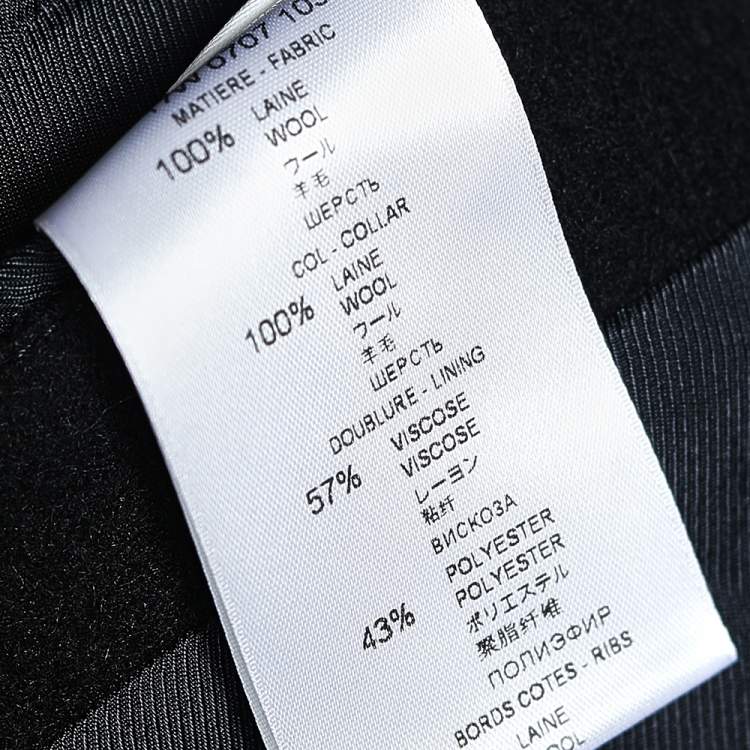 MATIERE - FABRIC
100% LAINE
WOOL
ウール
羊毛
ШЕРСТЬ
COL - COLLAR
LAINE
100% WOOL
ウール
羊毛
ШЕРСТЬ
DOUBLURE - LINING
VISCOSE
57% VISCOSE
レーヨン
粘纤
ВИСКОЗА
POLYESTER
POLYESTER
43% ポリエステル
聚脂纤维
ПОЛИЭФИР
BORDS COTES - RIBS
LAINE
WOOL